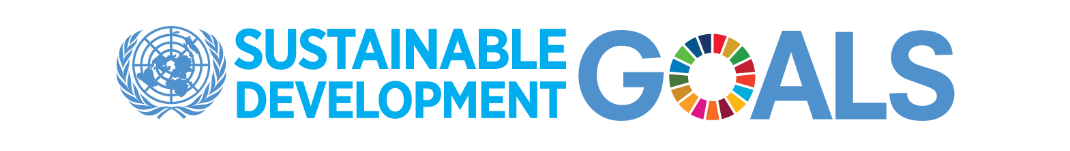 SUSTAINABLE
DEVELOPMENT
GOALS